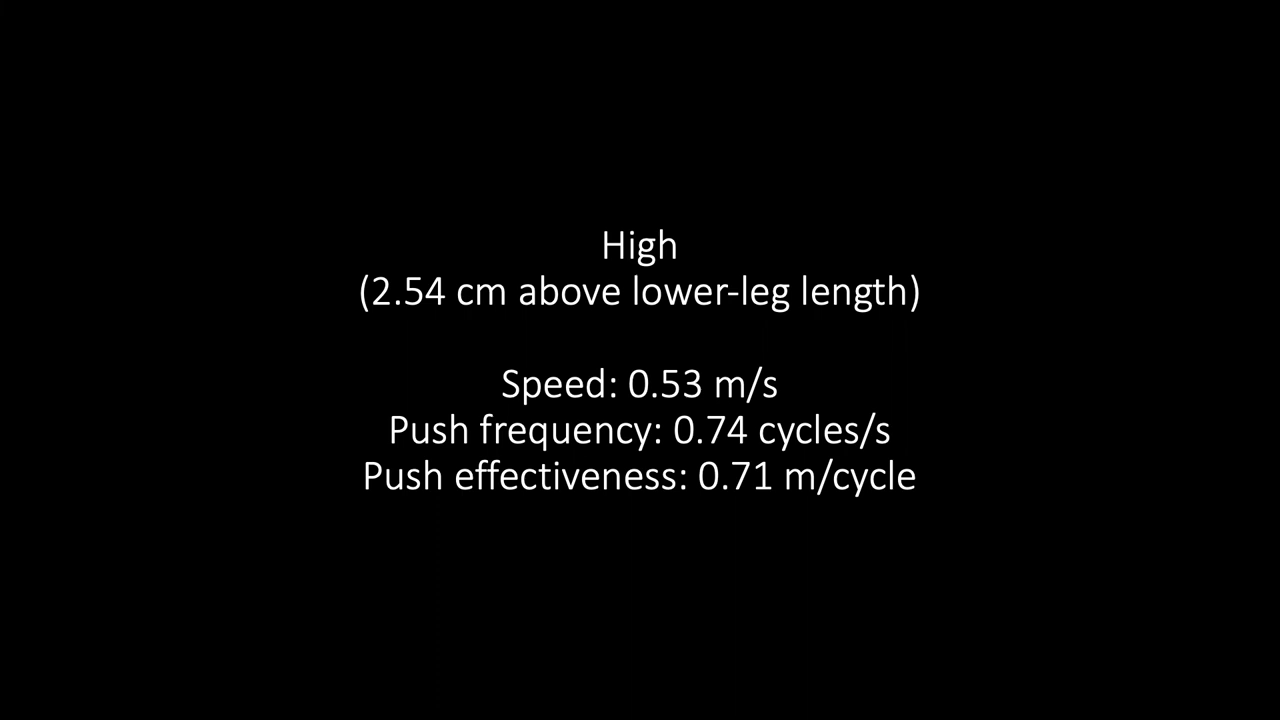 High
(2.54 cm above lower-leg length)
Speed: 0.53 m/s
Push frequency: 0.74 cycles/s
Push effectiveness: 0.71 m/cycle